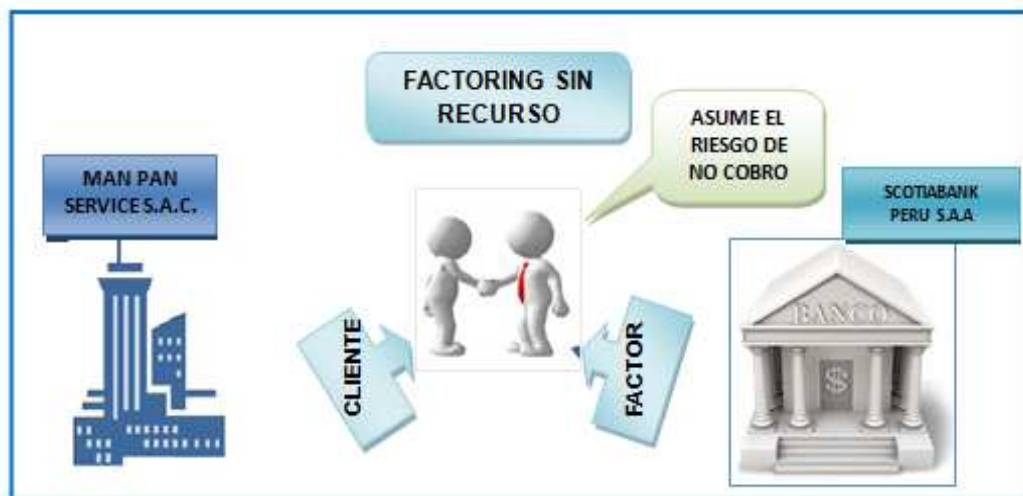 FACTORING SIN
RECURSO
ASUME EL
RIESGO DE
NO COBRO
MAN PAN
SERVICE S.A.C.
SCOTIABANK
PERU S.A.A
BANCO
$
CLIENTE
FACTOR